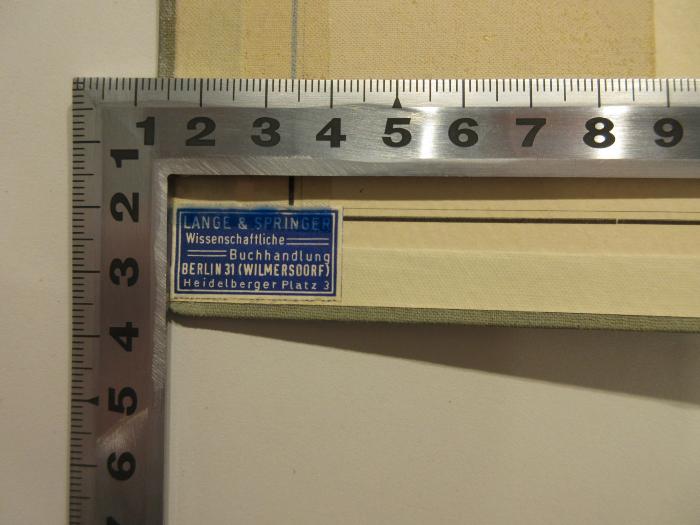 1 2 3 4 5 6 7 8 9
1
2
3
4
5
6
LANGE & SPRINGER
Wissenschaftliche
Buchhandlung
BERLIN 31 (WILMERSDORF)
Heidelberger Platz 3